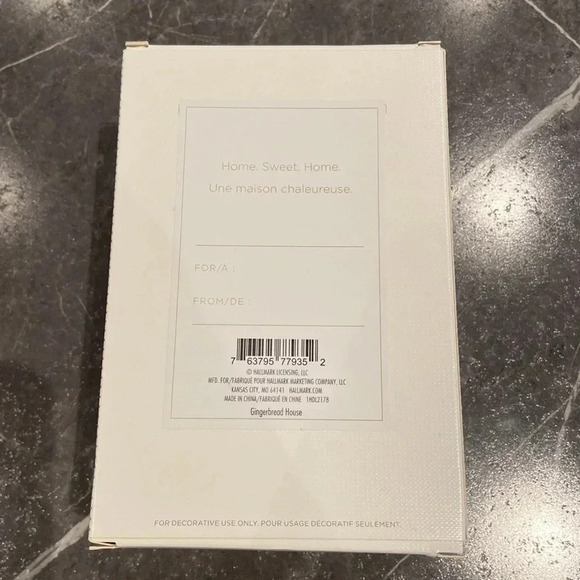 Home. Sweet. Home.
Une maison chaleureuse.
FOR/À :
FROM/DE :
7 63795 77935 2
© HALLMARK LICENSING, LLC
MFD. FOR/FABRIQUÉ POUR HALLMARK MARKETING COMPANY, LLC
KANSAS CITY, MO 64141 HALLMARK.COM
MADE IN CHINA/FABRIQUÉ EN CHINE 1HDL2178
Gingerbread House
FOR DECORATIVE USE ONLY. POUR USAGE DÉCORATIF SEULEMENT.